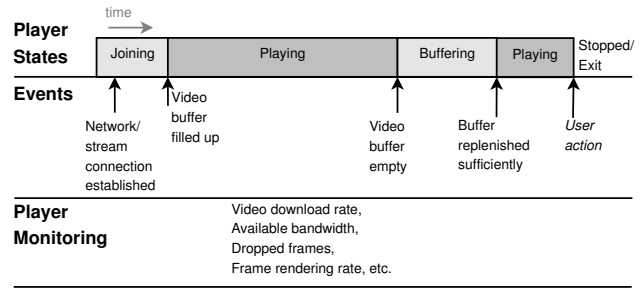 time
Player
States
Joining
Playing
Buffering
Playing
Stopped/
Exit
Events
Network/
stream
connection
established
Video
buffer
filled up
Video
buffer
empty
Buffer
replenished
sufficiently
User
action
Player
Monitoring
Video download rate,
Available bandwidth,
Dropped frames,
Frame rendering rate, etc.